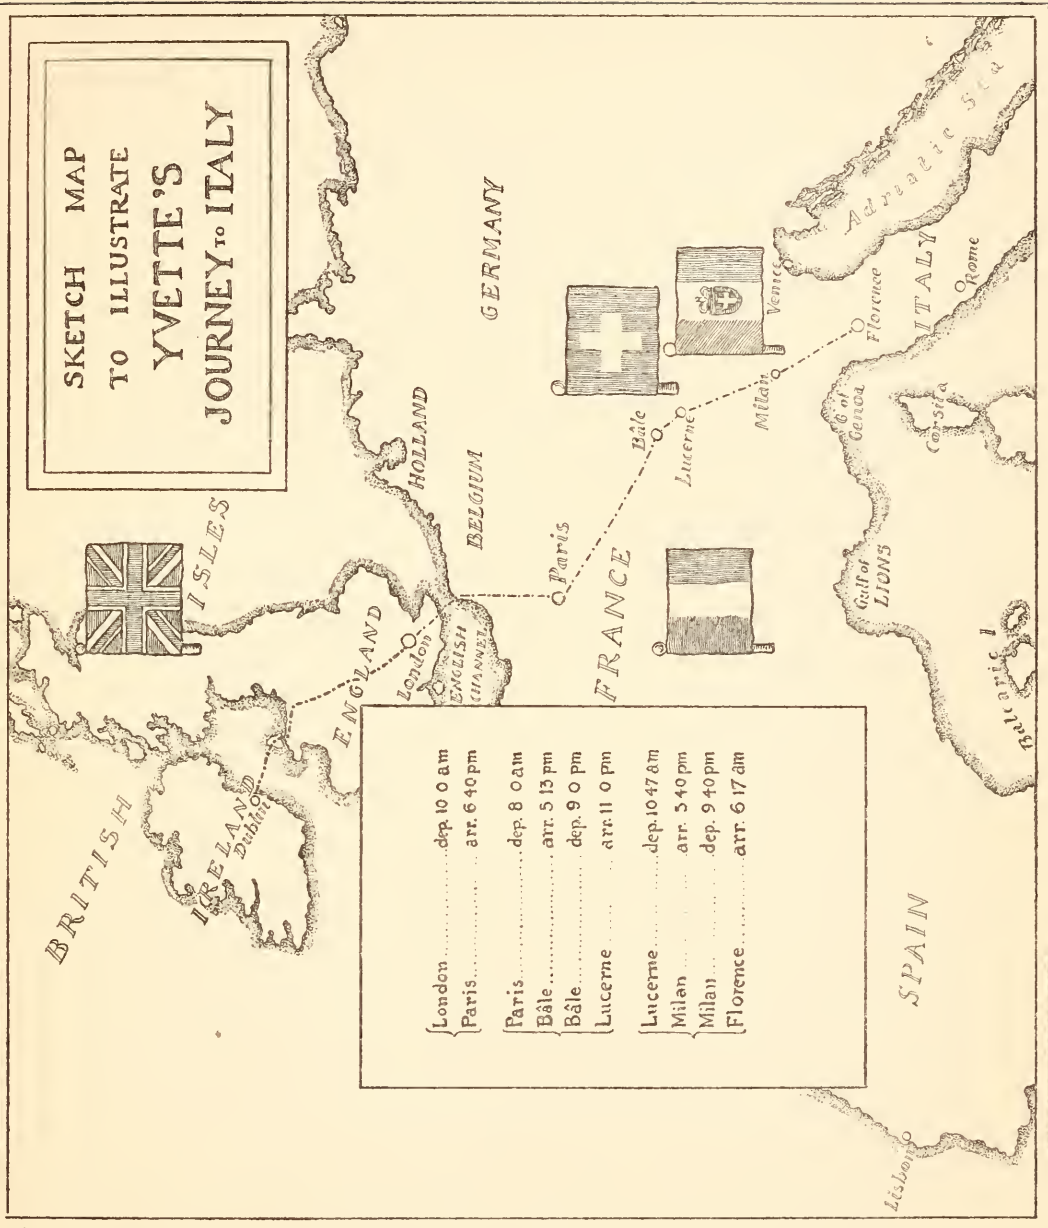 SKETCH MAP
TO ILLUSTRATE
YVETTE'S
JOURNEY TO ITALY
BRITISH ISLES
IRELAND
Dublin
ENGLAND
London
ENGLISH
CHANNEL
HOLLAND
BELGIUM
GERMANY
Paris
FRANCE
Bâle
Lucerne
Milan
Venice
Florence
ITALY
Rome
Adriatic Sea
G of
Genoa
Corsica
Gulf of
LIONS
Balearic I
SPAIN
Lisbon
London..........dep. 10 0 am
Paris..........arr. 6 40 pm
Paris..........dep. 8 0 am
Bâle..........arr. 5 13 pm
Bâle..........dep. 9 0 pm
Lucerne..........arr. 11 0 pm
Lucerne..........dep. 10 47 am
Milan..........arr. 5 40 pm
Milan..........dep. 9 40 pm
Florence..........arr. 6 17 am